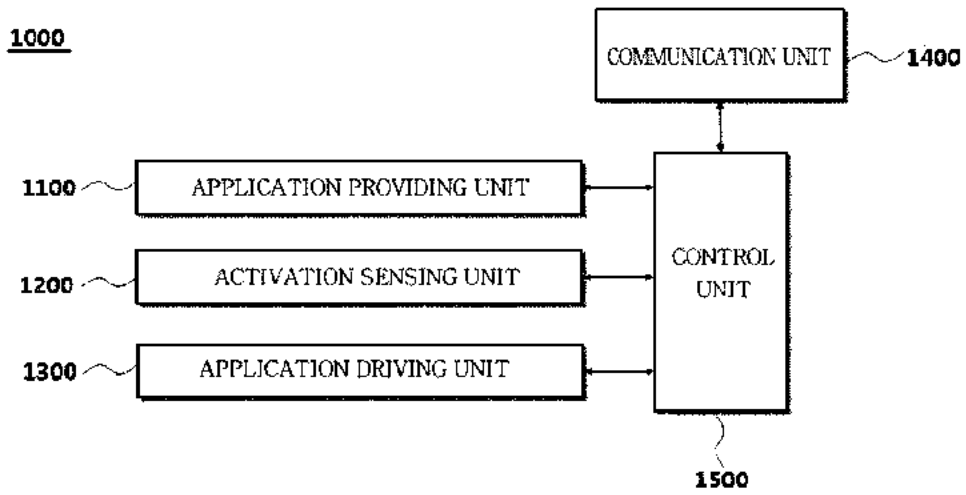 1000
COMMUNICATION UNIT
1400
1100
APPLICATION PROVIDING UNIT
1200
ACTIVATION SENSING UNIT
CONTROL
UNIT
1300
APPLICATION DRIVING UNIT
1500